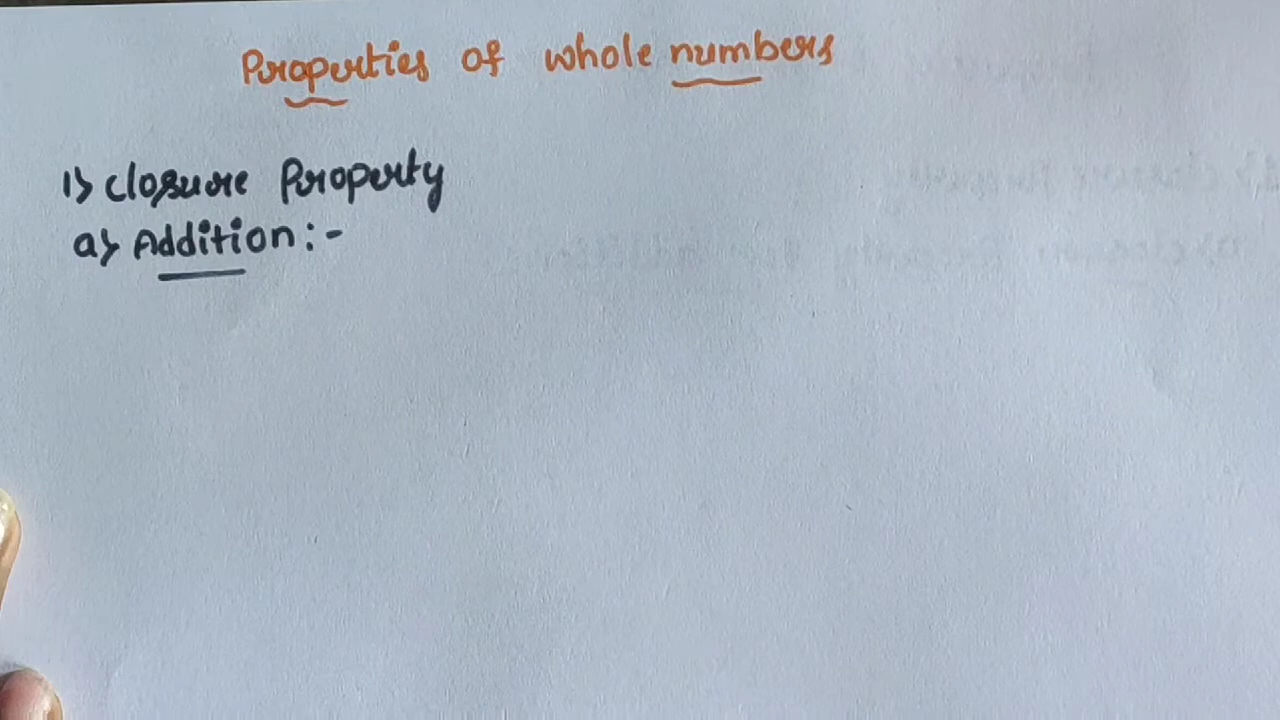 Properties of whole numbers
1) closure Property
a) Addition:-